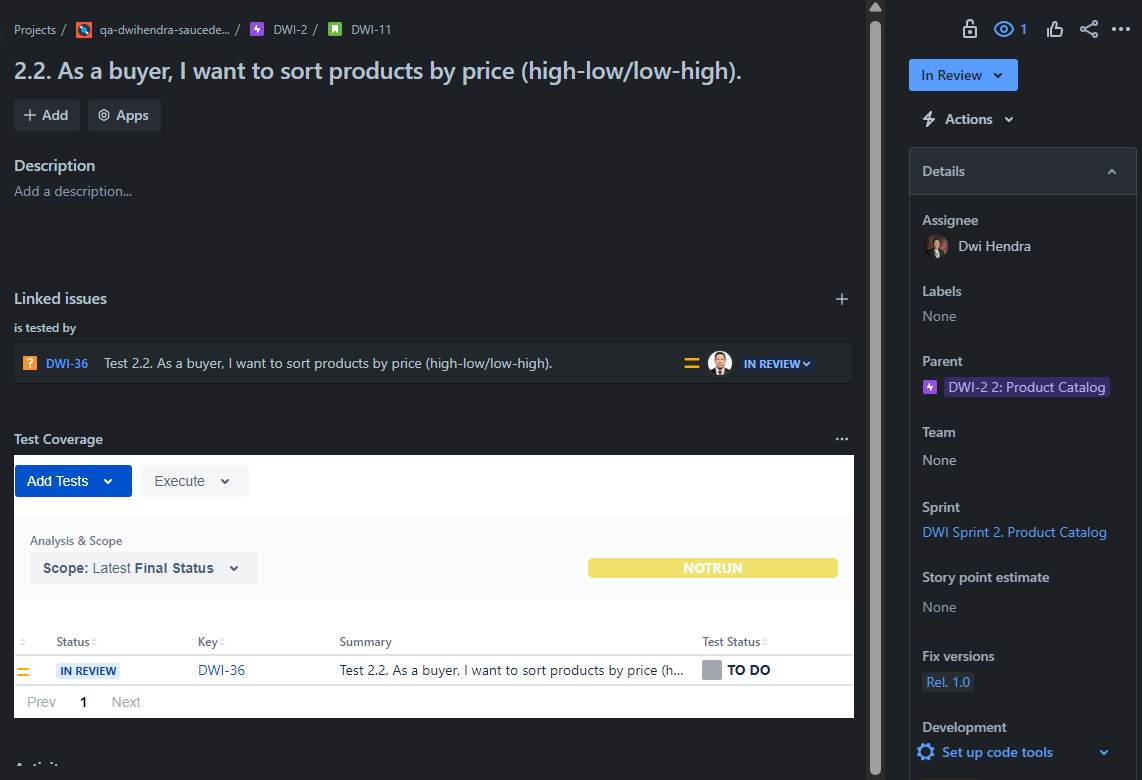 Projects / qa-dwihendra-saucede... / DWI-2 / DWI-11
2.2. As a buyer, I want to sort products by price (high-low/low-high).
Add Apps
Description
Add a description...
Linked issues
is tested by
DWI-36 Test 2.2. As a buyer, I want to sort products by price (high-low/low-high). IN REVIEW
Test Coverage
Add Tests Execute
Analysis & Scope
Scope: Latest Final Status
NOTRUN
Status Key Summary Test Status
IN REVIEW DWI-36 Test 2.2. As a buyer, I want to sort products by price (h... TO DO
Prev 1 Next
1
In Review
Actions
Details
Assignee
Dwi Hendra
Labels
None
Parent
DWI-2 2: Product Catalog
Team
None
Sprint
DWI Sprint 2. Product Catalog
Story point estimate
None
Fix versions
Rel. 1.0
Development
Set up code tools